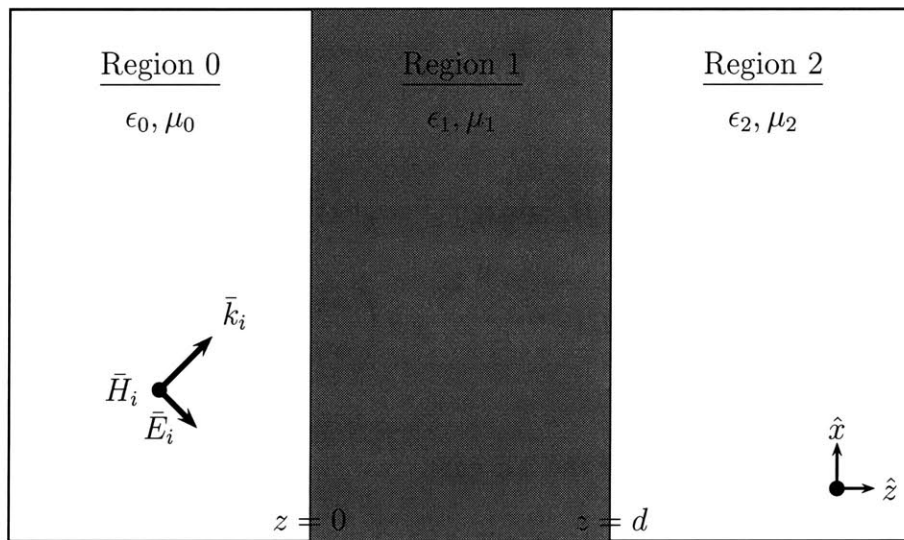 Region 0
ϵ₀, μ₀
Region 1
ϵ₁, μ₁
Region 2
ϵ₂, μ₂
k̄ᵢ
H̄ᵢ
Ēᵢ
x̂
ẑ
z = 0
z = d